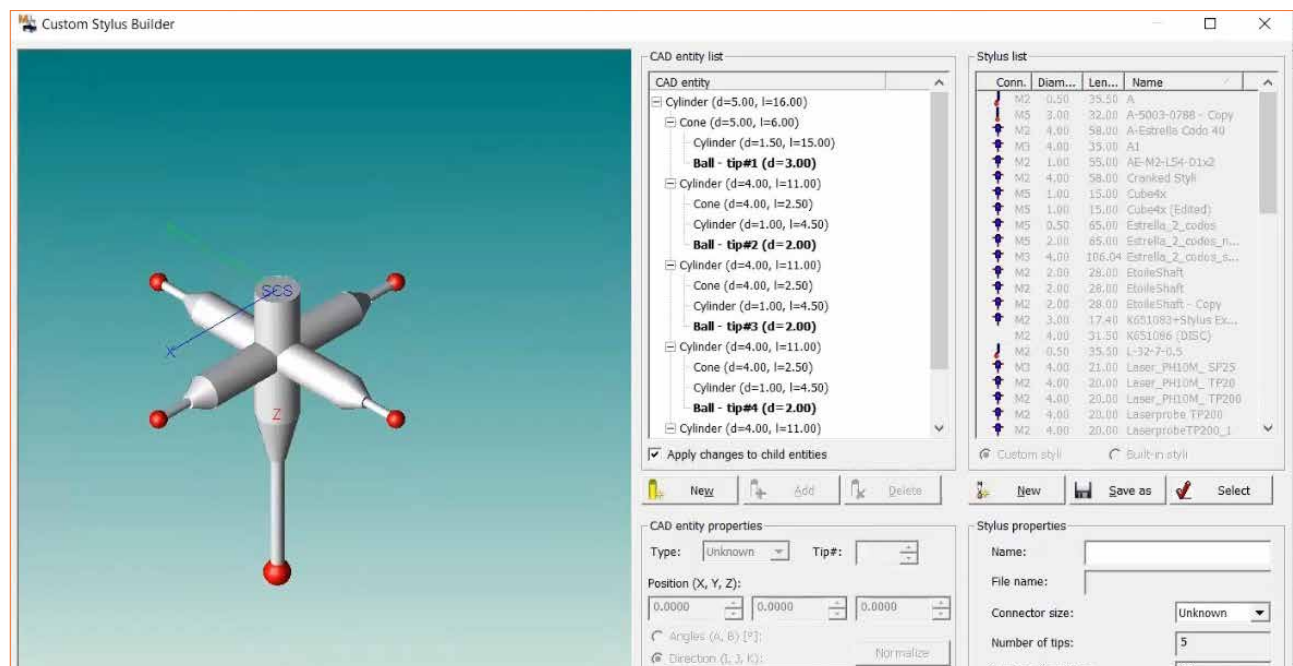 Custom Stylus Builder
SCS
X
Z
CAD entity list
CAD entity
Cylinder (d=5.00, l=16.00)
Cone (d=5.00, l=6.00)
Cylinder (d=1.50, l=15.00)
Ball - tip#1 (d=3.00)
Cylinder (d=4.00, l=11.00)
Cone (d=4.00, l=2.50)
Cylinder (d=1.00, l=4.50)
Ball - tip#2 (d=2.00)
Cylinder (d=4.00, l=11.00)
Cone (d=4.00, l=2.50)
Cylinder (d=1.00, l=4.50)
Ball - tip#3 (d=2.00)
Cylinder (d=4.00, l=11.00)
Cone (d=4.00, l=2.50)
Cylinder (d=1.00, l=4.50)
Ball - tip#4 (d=2.00)
Cylinder (d=4.00, l=11.00)
Apply changes to child entities
New Add Delete
CAD entity properties
Type: Unknown Tip#:
Position (X, Y, Z):
0.0000 0.0000 0.0000
Angles (A, B) [°]:
Direction (I, J, K):
Normalize
Stylus list
Conn. Diam... Len... Name
M2 0.50 35.50 A
M5 3.00 32.00 A-5003-0788 - Copy
M2 4.00 58.00 A-Estrella Codo 40
M3 4.00 35.00 A1
M2 1.00 55.00 AE-M2-L54-D1x2
M2 4.00 58.00 Cranked Styli
M5 1.00 15.00 Cube4x
M5 1.00 15.00 Cube4x (Edited)
M5 0.50 65.00 Estrella_2_codos
M5 2.00 65.00 Estrella_2_codos_n...
M3 4.00 106.04 Estrella_2_codos_s...
M2 2.00 28.00 EtoileShaft
M2 2.00 28.00 EtoileShaft
M2 2.00 28.00 EtoileShaft - Copy
M2 3.00 17.40 K651083+Stylus Ex...
M2 4.00 31.50 K651086 (DISC)
M2 0.50 35.50 L-32-7-0.5
M3 4.00 21.00 Laser_PH10M_ SP25
M2 4.00 20.00 Laser_PH10M_ TP20
M2 4.00 20.00 Laser_PH10M_ TP200
M2 4.00 20.00 Laserprobe TP200
M2 4.00 20.00 LaserprobeTP200_1
Custom styli Built-in styli
New Save as Select
Stylus properties
Name:
File name:
Connector size: Unknown
Number of tips: 5